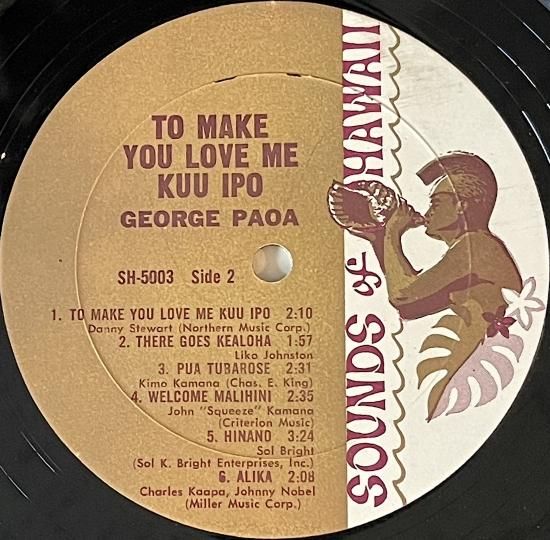 TO MAKE
YOU LOVE ME
KUU IPO
GEORGE PAOA
SH-5003 Side 2
1. TO MAKE YOU LOVE ME KUU IPO 2:10
Danny Stewart (Northern Music Corp.)
2. THERE GOES KEALOHA 1:57
Liko Johnston
3. PUA TUBAROSE 2:31
Kimo Kamana (Chas. E. King)
4. WELCOME MALIHINI 2:35
John "Squeeze" Kamana
(Criterion Music)
5. HINANO 3:24
Sol Bright
(Sol K. Bright Enterprises, Inc.)
6. ALIKA 2:08
Charles Kaapa, Johnny Nobel
(Miller Music Corp.)
SOUNDS of HAWAII